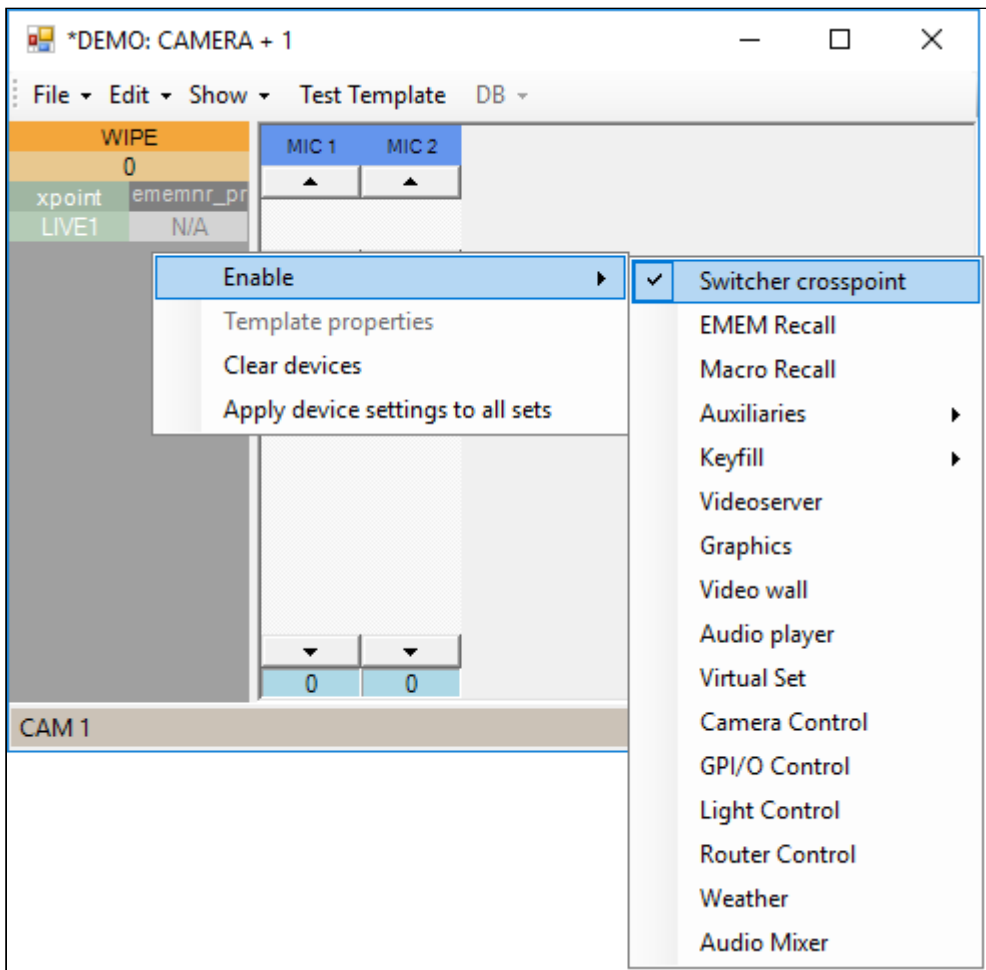 *DEMO: CAMERA + 1
File Edit Show Test Template DB
WIPE
0
xpoint ememnr_pr
LIVE1 N/A
MIC 1 MIC 2
Enable
Template properties
Clear devices
Apply device settings to all sets
Switcher crosspoint
EMEM Recall
Macro Recall
Auxiliaries
Keyfill
Videoserver
Graphics
Video wall
Audio player
Virtual Set
Camera Control
GPI/O Control
Light Control
Router Control
Weather
Audio Mixer
0 0
CAM 1